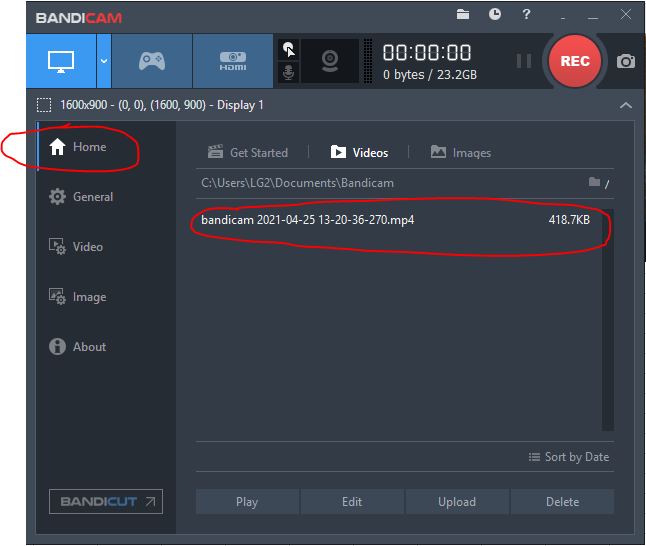 BANDICAM
?
HDMI
00:00:00
0 bytes / 23.2GB
REC
1600x900 - (0, 0), (1600, 900) - Display 1
Home
General
Video
Image
About
Get Started
Videos
Images
C:\Users\LG2\Documents\Bandicam
/
bandicam 2021-04-25 13-20-36-270.mp4 418.7KB
Sort by Date
BANDICUT
Play Edit Upload Delete